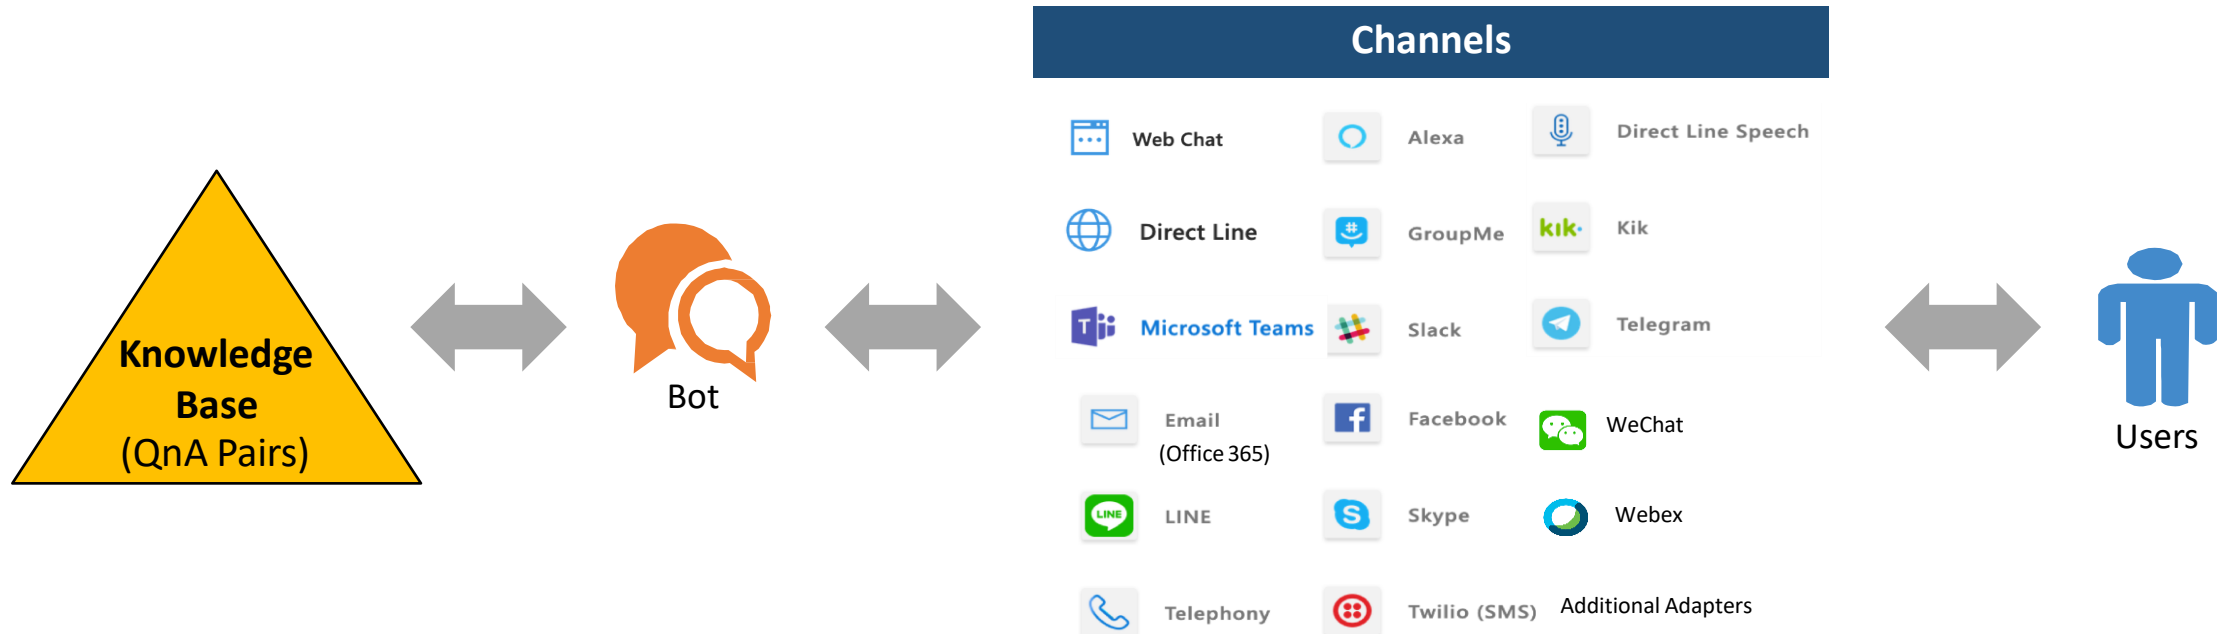 Channels
Knowledge
Base
(QnA Pairs)
Bot
Web Chat
Alexa
Direct Line Speech
Direct Line
#
GroupMe
kik
Kik
T
Microsoft Teams
Slack
Telegram
Email
(Office 365)
f
Facebook
WeChat
LINE
LINE
S
Skype
Webex
Telephony
Twilio (SMS)
Additional Adapters
Users